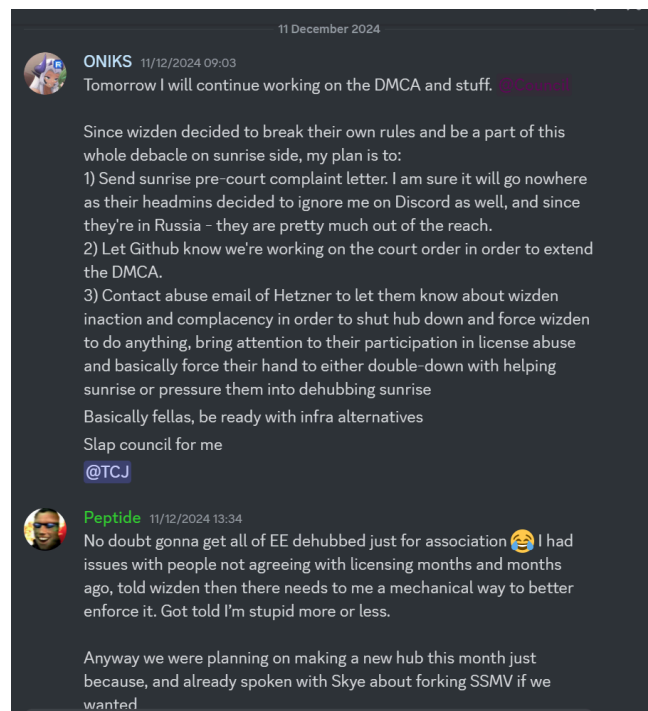 11 December 2024
ONIKS 11/12/2024 09:03
Tomorrow I will continue working on the DMCA and stuff. @Council
Since wizden decided to break their own rules and be a part of this
whole debacle on sunrise side, my plan is to:
1) Send sunrise pre-court complaint letter. I am sure it will go nowhere
as their headmins decided to ignore me on Discord as well, and since
they're in Russia - they are pretty much out of the reach.
2) Let Github know we're working on the court order in order to extend
the DMCA.
3) Contact abuse email of Hetzner to let them know about wizden
inaction and complacency in order to shut hub down and force wizden
to do anything, bring attention to their participation in license abuse
and basically force their hand to either double-down with helping
sunrise or pressure them into dehubbing sunrise
Basically fellas, be ready with infra alternatives
Slap council for me
@TCJ
Peptide 11/12/2024 13:34
No doubt gonna get all of EE dehubbed just for association 😂 I had
issues with people not agreeing with licensing months and months
ago, told wizden then there needs to me a mechanical way to better
enforce it. Got told I'm stupid more or less.
Anyway we were planning on making a new hub this month just
because, and already spoken with Skye about forking SSMV if we
wanted